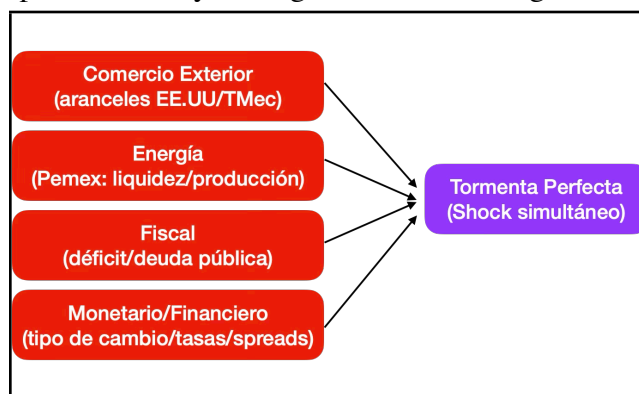 Comercio Exterior
(aranceles EE.UU/TMec)
Energía
(Pemex: liquidez/producción)
Fiscal
(déficit/deuda pública)
Monetario/Financiero
(tipo de cambio/tasas/spreads)
Tormenta Perfecta
(Shock simultáneo)